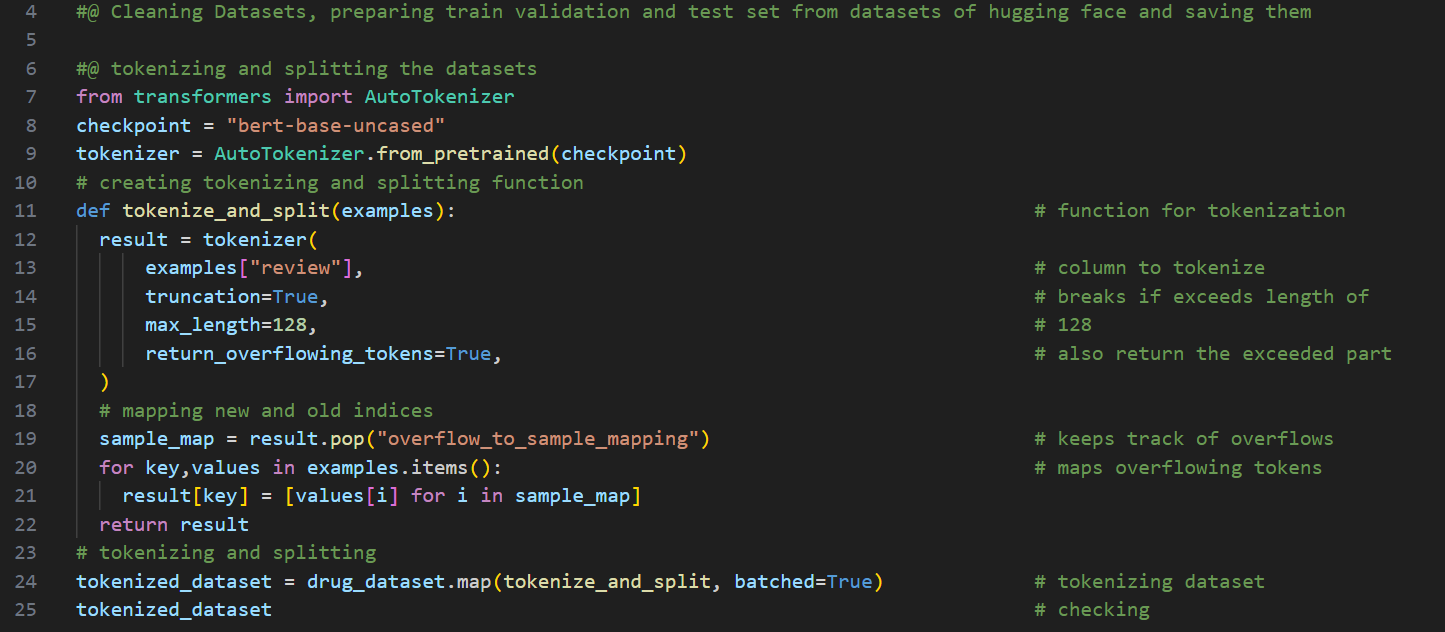 4 #@ Cleaning Datasets, preparing train validation and test set from datasets of hugging face and saving them
5
6 #@ tokenizing and splitting the datasets
7 from transformers import AutoTokenizer
8 checkpoint = "bert-base-uncased"
9 tokenizer = AutoTokenizer.from_pretrained(checkpoint)
10 # creating tokenizing and splitting function
11 def tokenize_and_split(examples): # function for tokenization
12   result = tokenizer(
13       examples["review"], # column to tokenize
14       truncation=True, # breaks if exceeds length of
15       max_length=128, # 128
16       return_overflowing_tokens=True, # also return the exceeded part
17   )
18   # mapping new and old indices
19   sample_map = result.pop("overflow_to_sample_mapping") # keeps track of overflows
20   for key,values in examples.items(): # maps overflowing tokens
21     result[key] = [values[i] for i in sample_map]
22   return result
23 # tokenizing and splitting
24 tokenized_dataset = drug_dataset.map(tokenize_and_split, batched=True) # tokenizing dataset
25 tokenized_dataset # checking